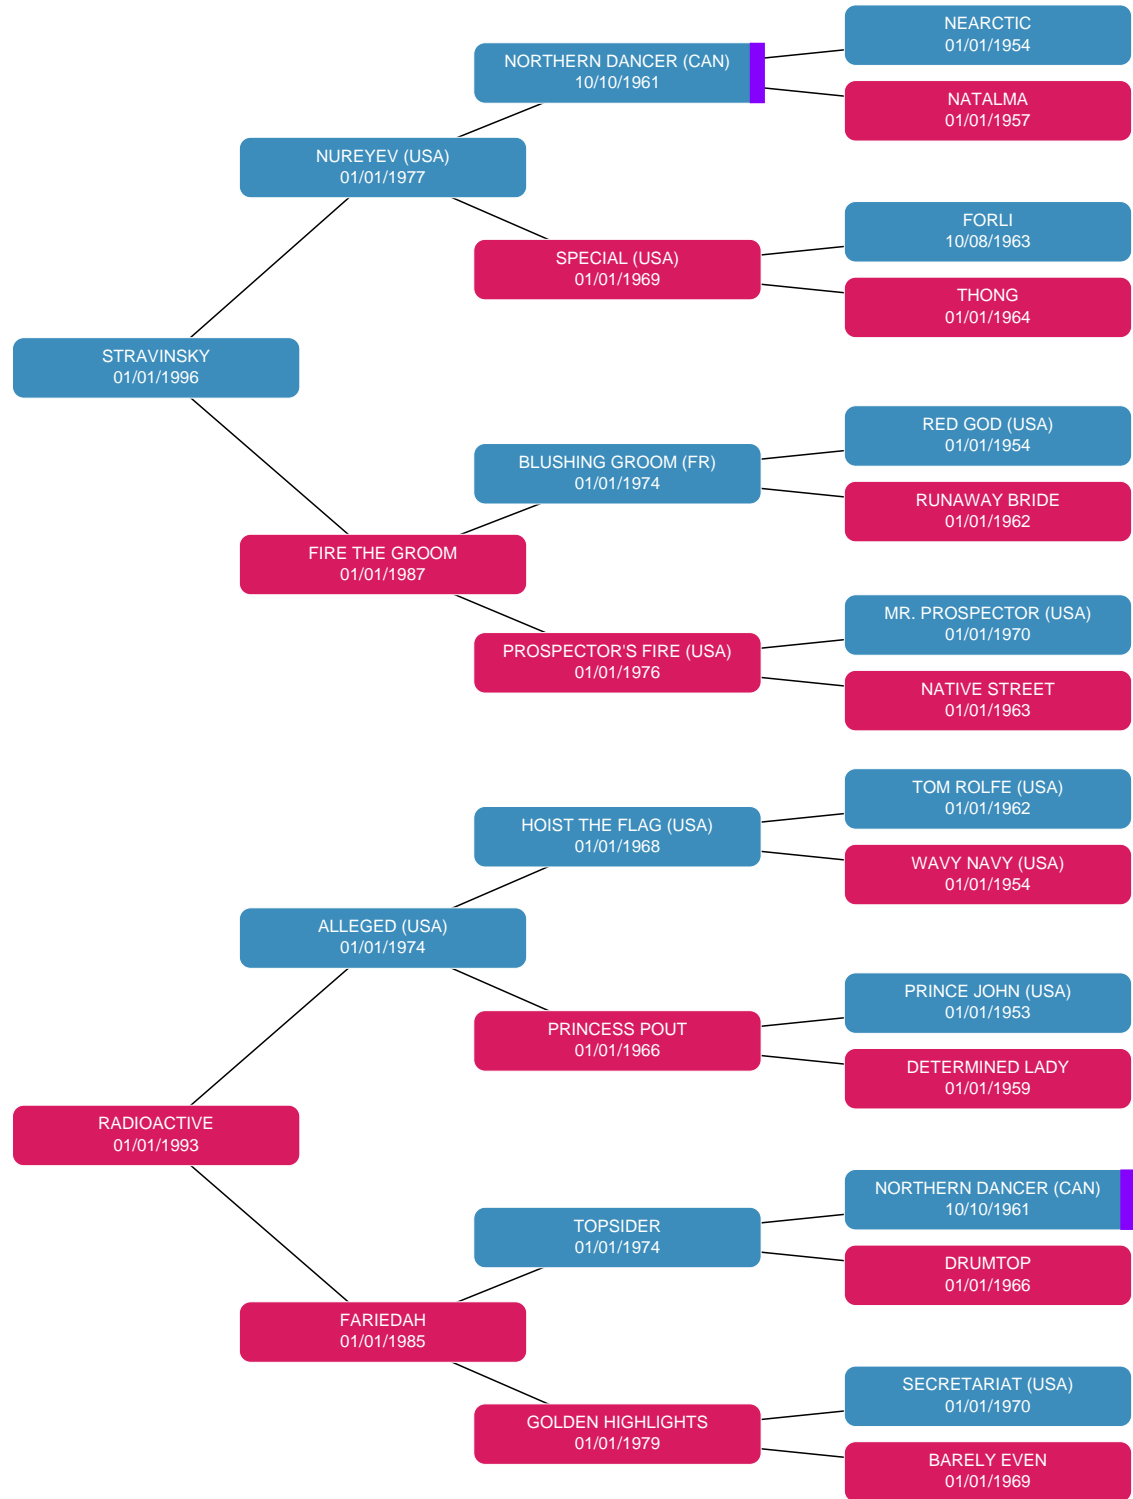 NEARCTIC
01/01/1954
NORTHERN DANCER (CAN)
10/10/1961
NATALMA
01/01/1957
NUREYEV (USA)
01/01/1977
FORLI
10/08/1963
SPECIAL (USA)
01/01/1969
THONG
01/01/1964
STRAVINSKY
01/01/1996
RED GOD (USA)
01/01/1954
BLUSHING GROOM (FR)
01/01/1974
RUNAWAY BRIDE
01/01/1962
FIRE THE GROOM
01/01/1987
MR. PROSPECTOR (USA)
01/01/1970
PROSPECTOR'S FIRE (USA)
01/01/1976
NATIVE STREET
01/01/1963
TOM ROLFE (USA)
01/01/1962
HOIST THE FLAG (USA)
01/01/1968
WAVY NAVY (USA)
01/01/1954
ALLEGED (USA)
01/01/1974
PRINCE JOHN (USA)
01/01/1953
PRINCESS POUT
01/01/1966
DETERMINED LADY
01/01/1959
RADIOACTIVE
01/01/1993
NORTHERN DANCER (CAN)
10/10/1961
TOPSIDER
01/01/1974
DRUMTOP
01/01/1966
FARIEDAH
01/01/1985
SECRETARIAT (USA)
01/01/1970
GOLDEN HIGHLIGHTS
01/01/1979
BARELY EVEN
01/01/1969